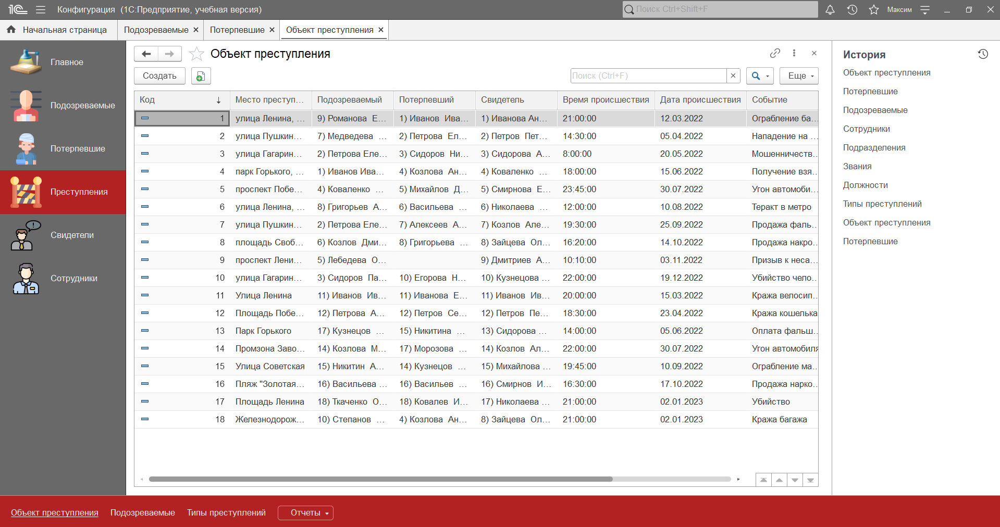 1С Конфигурация (1С:Предприятие, учебная версия) Поиск Ctrl+Shift+F Максим
Начальная страница Подозреваемые × Потерпевшие × Объект преступления ×
Главное
Подозреваемые
Потерпевшие
Преступления
Свидетели
Сотрудники
Объект преступления
Создать Поиск (Ctrl+F) × Еще
Код ↓ Место преступ... Подозреваемый Потерпевший Свидетель Время происшествия Дата происшествия Событие
1 улица Ленина, ... 9) Романова Е... 1) Иванов Ива... 1) Иванова Ан... 21:00:00 12.03.2022 Ограбление ба...
2 улица Пушкин... 7) Медведева ... 2) Петрова Ел... 2) Петров Пет... 14:30:00 05.04.2022 Нападение на ...
3 улица Гагарин... 2) Петрова Еле... 3) Сидоров Ни... 3) Сидорова А... 8:00:00 20.05.2022 Мошенничеств...
4 парк Горького, ... 1) Иванов Ива... 4) Козлова Ан... 4) Коваленко ... 18:00:00 15.06.2022 Получение взя...
5 проспект Побе... 4) Коваленко ... 5) Михайлов Д... 5) Смирнова Е... 23:45:00 30.07.2022 Угон автомоби...
6 улица Ленина, ... 8) Григорьев А... 6) Васильева ... 6) Николаева ... 12:00:00 10.08.2022 Теракт в метро
7 улица Пушкин... 2) Петрова Еле... 7) Алексеев А... 7) Козлов Але... 19:30:00 25.09.2022 Продажа фаль...
8 площадь Своб... 6) Козлов Дми... 8) Григорьева ... 8) Зайцева Ол... 16:20:00 14.10.2022 Продажа накро...
9 проспект Лени... 5) Лебедева О... 9) Дмитриев А... 10:10:00 03.11.2022 Призыв к неса...
10 улица Гагарин... 3) Сидоров Па... 10) Егорова Н... 10) Кузнецова ... 22:00:00 19.12.2022 Убийство чело...
11 Улица Ленина 11) Иванов Ив... 11) Иванова Е... 11) Иванов Ив... 20:00:00 15.03.2022 Кража велосип...
12 Площадь Побе... 12) Петрова А... 12) Петров Се... 12) Петров Пе... 18:30:00 23.04.2022 Кража кошелька
13 Парк Горького 17) Кузнецов ... 15) Никитина ... 13) Сидорова ... 14:00:00 05.06.2022 Оплата фальш...
14 Промзона Заво... 14) Козлова М... 17) Морозова ... 14) Козлов Ал... 22:00:00 30.07.2022 Угон автомобиля
15 Улица Советская 15) Никитин А... 14) Кузнецов ... 15) Михайлова ... 19:45:00 10.09.2022 Ограбление ма...
16 Пляж "Золотая... 16) Васильева ... 16) Васильев ... 16) Смирнов И... 16:30:00 17.10.2022 Продажа нарко...
17 Площадь Ленина 18) Ткаченко О... 18) Ковалев И... 17) Николаева ... 21:00:00 02.01.2023 Убийство
18 Железнодорож... 10) Степанов ... 4) Козлова Ан... 8) Зайцева Ол... 21:00:00 02.01.2023 Кража багажа
История
Объект преступления
Потерпевшие
Подозреваемые
Сотрудники
Подразделения
Звания
Должности
Типы преступлений
Объект преступления
Потерпевшие
Объект преступления Подозреваемые Типы преступлений Отчеты